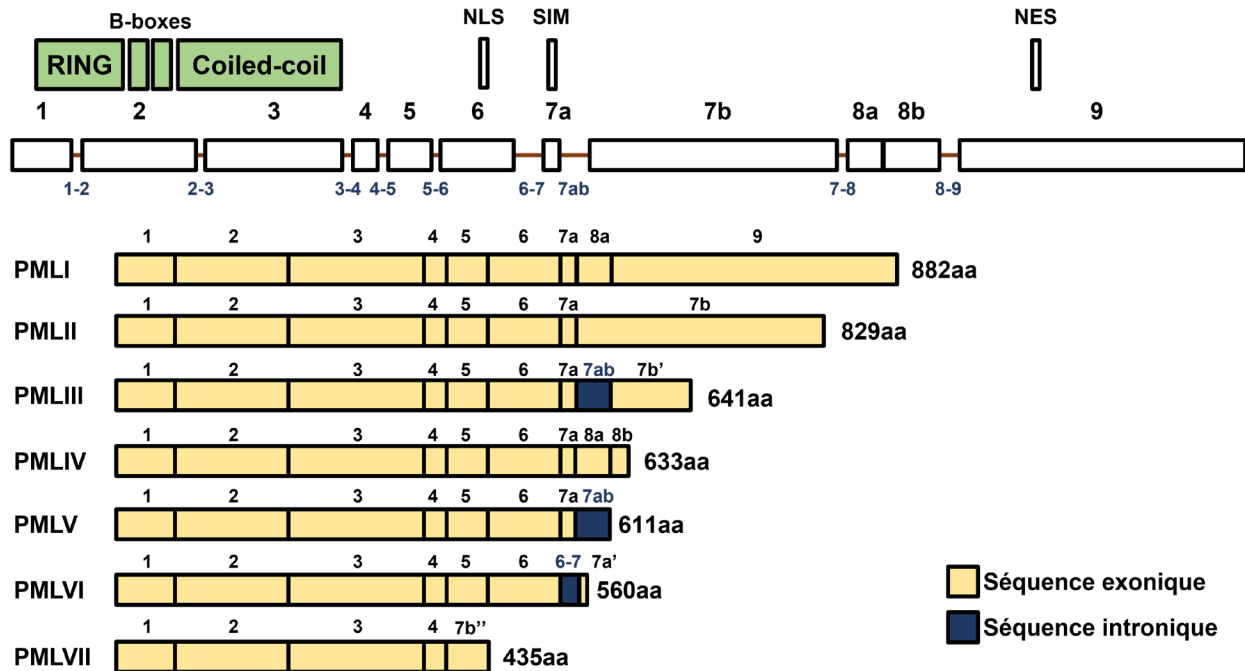 B-boxes NLS SIM NES
RING Coiled-coil
1 2 3 4 5 6 7a 7b 8a 8b 9
1-2 2-3 3-4 4-5 5-6 6-7 7ab 7-8 8-9
1 2 3 4 5 6 7a 8a 9
PMLI 882aa
1 2 3 4 5 6 7a 7b
PMLII 829aa
1 2 3 4 5 6 7a 7ab 7b’
PMLIII 641aa
1 2 3 4 5 6 7a 8a 8b
PMLIV 633aa
1 2 3 4 5 6 7a 7ab
PMLV 611aa
1 2 3 4 5 6 6-7 7a’
PMLVI 560aa
Séquence exonique
Séquence intronique
1 2 3 4 7b’’
PMLVII 435aa